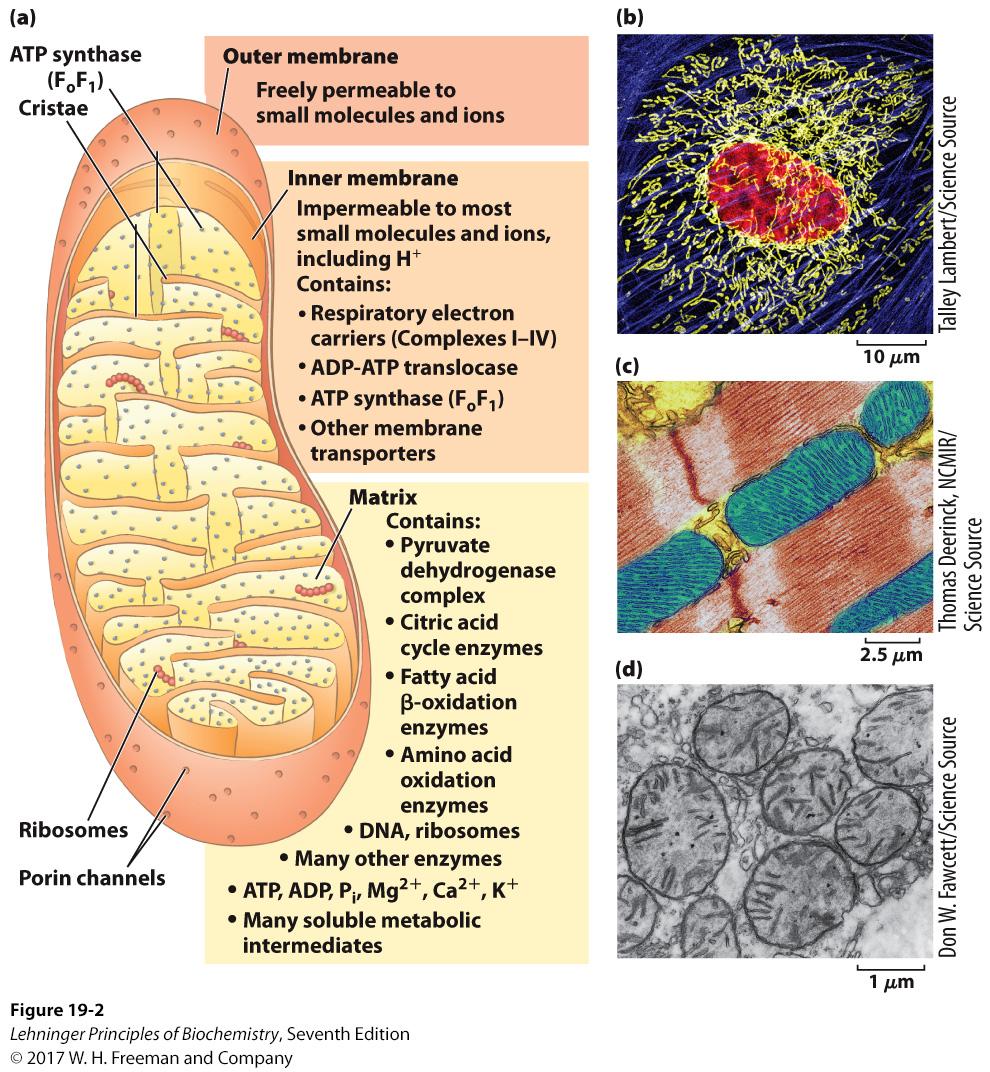 (a)
ATP synthase
(FoF1)
Cristae
Outer membrane
Freely permeable to
small molecules and ions
Inner membrane
Impermeable to most
small molecules and ions,
including H⁺
Contains:
• Respiratory electron
carriers (Complexes I–IV)
• ADP-ATP translocase
• ATP synthase (FoF1)
• Other membrane
transporters
Matrix
Contains:
• Pyruvate
dehydrogenase
complex
• Citric acid
cycle enzymes
• Fatty acid
β-oxidation
enzymes
• Amino acid
oxidation
enzymes
• DNA, ribosomes
• Many other enzymes
• ATP, ADP, Pi, Mg²⁺, Ca²⁺, K⁺
• Many soluble metabolic
intermediates
Ribosomes
Porin channels
(b)
Talley Lambert/Science Source
10 μm
(c)
Thomas Deerinck, NCMIR/
Science Source
2.5 μm
(d)
Don W. Fawcett/Science Source
1 μm
Figure 19-2
Lehninger Principles of Biochemistry, Seventh Edition
© 2017 W. H. Freeman and Company